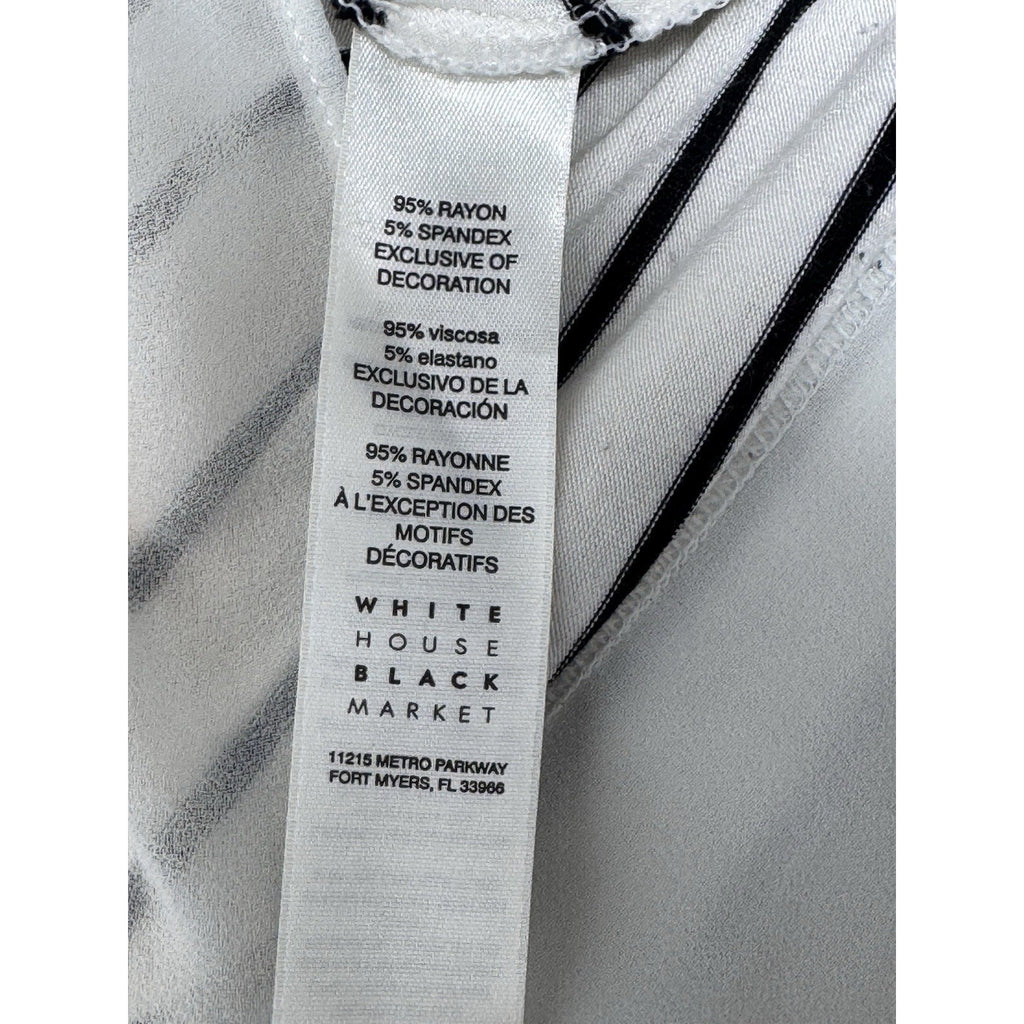 95% RAYON
5% SPANDEX
EXCLUSIVE OF
DECORATION
95% viscosa
5% elastano
EXCLUSIVO DE LA
DECORACIÓN
95% RAYONNE
5% SPANDEX
À L'EXCEPTION DES
MOTIFS
DÉCORATIFS
WHITE
HOUSE
BLACK
MARKET
11215 METRO PARKWAY
FORT MYERS, FL 33966